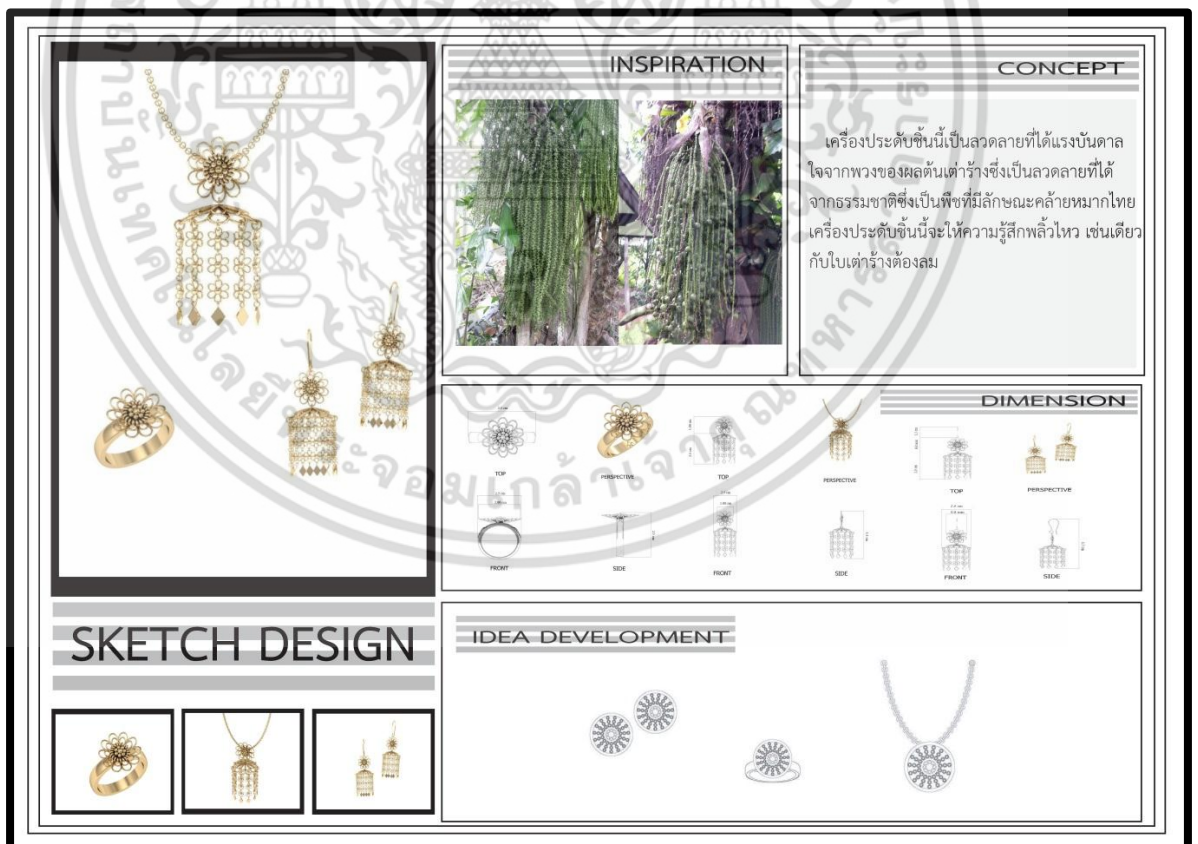 INSPIRATION
CONCEPT
เครื่องประดับชิ้นนี้เป็นลวดลายที่ได้แรงบันดาล
ใจจากพวงของผลต้นเต่าร้างซึ่งเป็นลวดลายที่ได้
จากธรรมชาติซึ่งเป็นพืชที่มีลักษณะคล้ายหมากไทย
เครื่องประดับชิ้นนี้จะให้ความรู้สึกพลิ้วไหว เช่นเดียว
กับใบเต่าร้างต้องลม
DIMENSION
TOP
PERSPECTIVE
TOP
PERSPECTIVE
TOP
PERSPECTIVE
FRONT
SIDE
FRONT
SIDE
FRONT
SIDE
SKETCH DESIGN
IDEA DEVELOPMENT